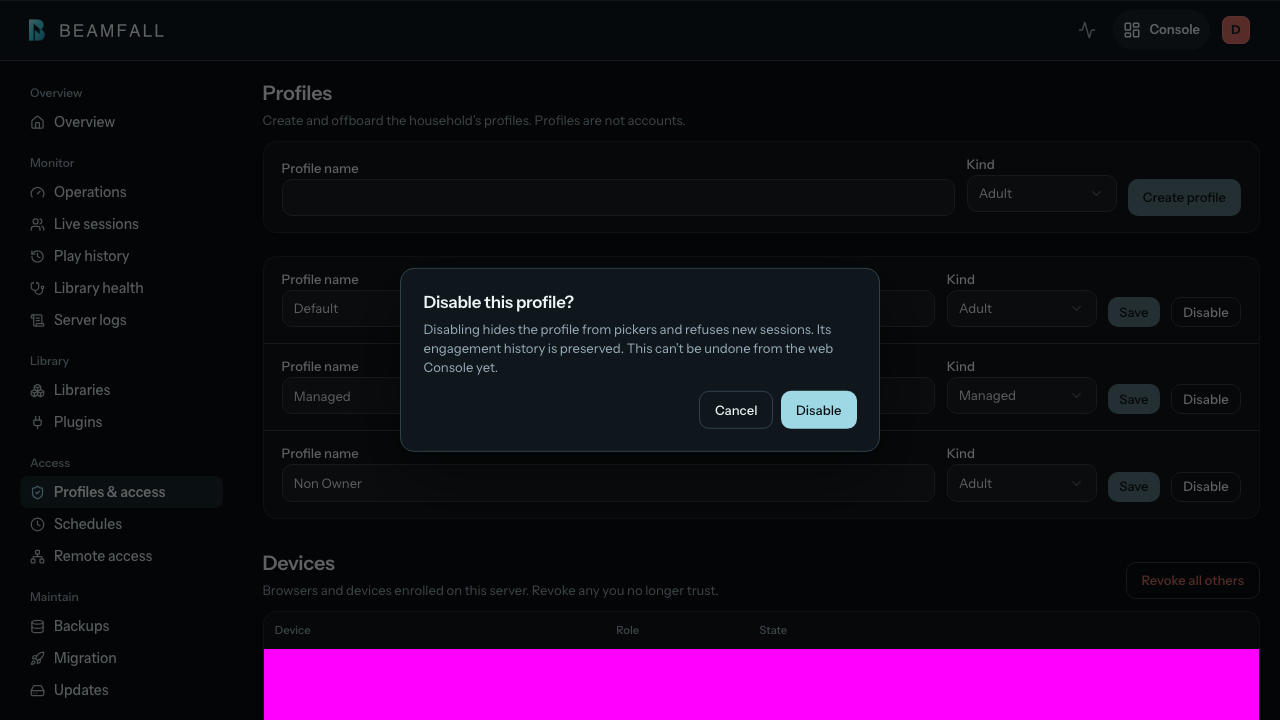 BEAMFALL
Console
D
Overview
Overview
Monitor
Operations
Live sessions
Play history
Library health
Server logs
Library
Libraries
Plugins
Access
Profiles & access
Schedules
Remote access
Maintain
Backups
Migration
Updates
Profiles
Create and offboard the household's profiles. Profiles are not accounts.
Profile name
Kind
Adult
Create profile
Profile name
Kind
Default
Adult
Save
Disable
Profile name
Kind
Managed
Managed
Save
Disable
Profile name
Kind
Non Owner
Adult
Save
Disable
Disable this profile?
Disabling hides the profile from pickers and refuses new sessions. Its
engagement history is preserved. This can't be undone from the web
Console yet.
Cancel
Disable
Devices
Browsers and devices enrolled on this server. Revoke any you no longer trust.
Revoke all others
Device
Role
State